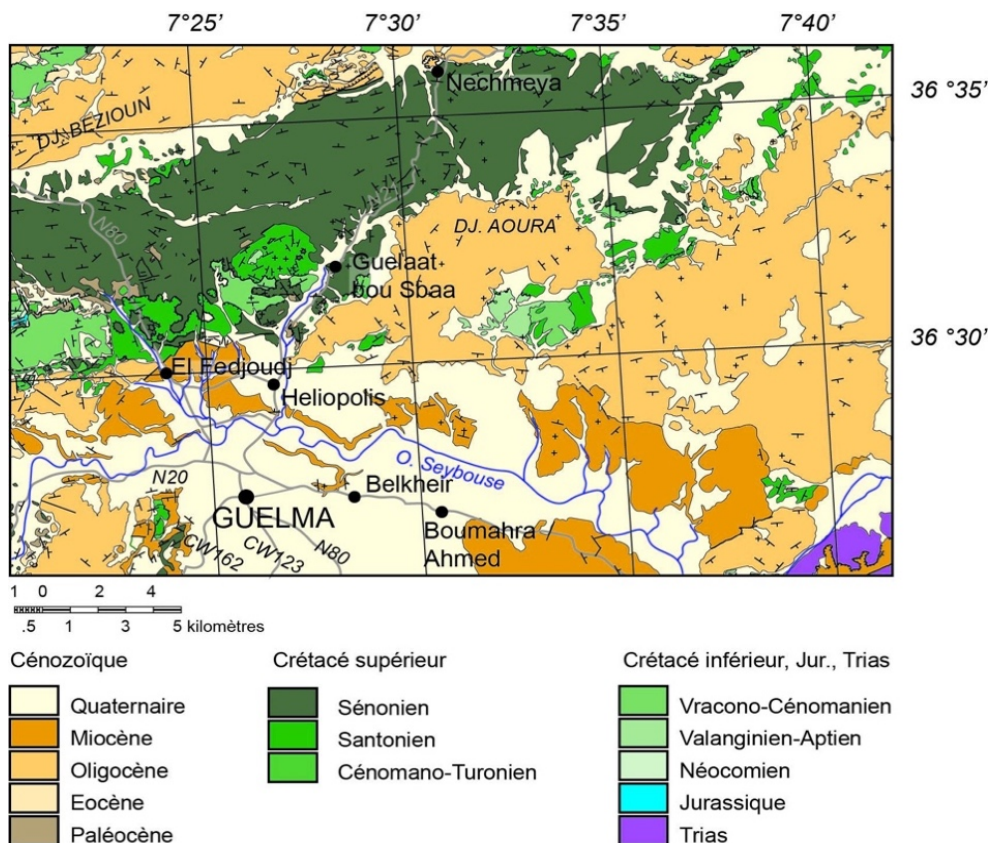 7°25' 7°30' 7°35' 7°40'
Nechmeya
36 °35'
DJ. BEZIOUN
N21
DJ. AOURA
N80
Guelaat
bou Sbaa
36 °30'
El Fedjoudj
Heliopolis
O. Seybouse
N20
Belkheir
GUELMA
Boumahra
Ahmed
CW162 CW123 N80
1 0 2 4
.5 1 3 5 kilomètres
Cénozoïque
Quaternaire
Miocène
Oligocène
Eocène
Paléocène
Crétacé supérieur
Sénonien
Santonien
Cénomano-Turonien
Crétacé inférieur, Jur., Trias
Vracono-Cénomanien
Valanginien-Aptien
Néocomien
Jurassique
Trias